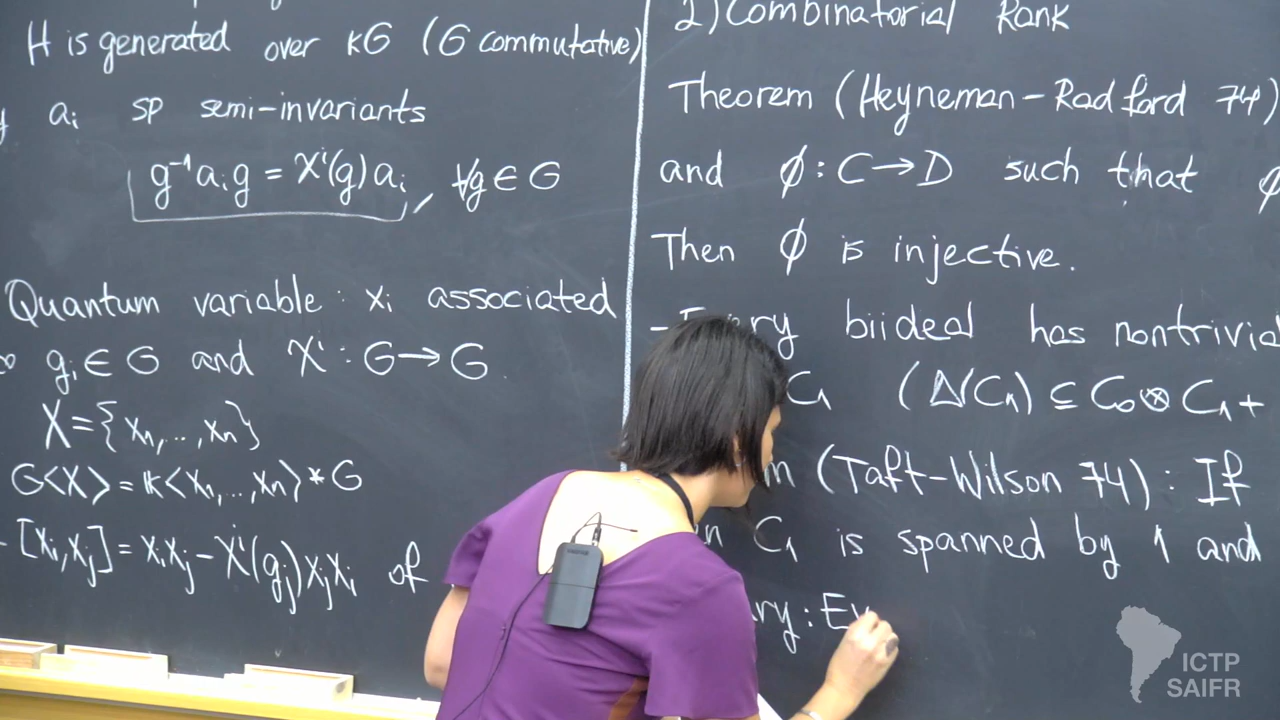 H is generated over kG (G commutative)
aᵢ sp semi-invariants
g⁻¹aᵢg = χⁱ(g)aᵢ, ∀g ∈ G
Quantum variable: xᵢ associated
gᵢ ∈ G and χⁱ: G→G.
X = {x₁,..,xₙ}
G<X> = k<x₁,...,xₙ> * G
- [xᵢ,xⱼ] = xᵢxⱼ - χⁱ(gⱼ)xⱼxᵢ of
2) Combinatorial Rank
Theorem (Heyneman-Radford 74)
and φ: C→D such that φ
Then φ is injective.
biideal has nontrivia
C₁ (Δ(C₁) ⊆ C₀⊗C₁ +
(Taft-Wilson 74): If
C₁ is spanned by 1 and
ry: Ev
ICTP
SAIFR